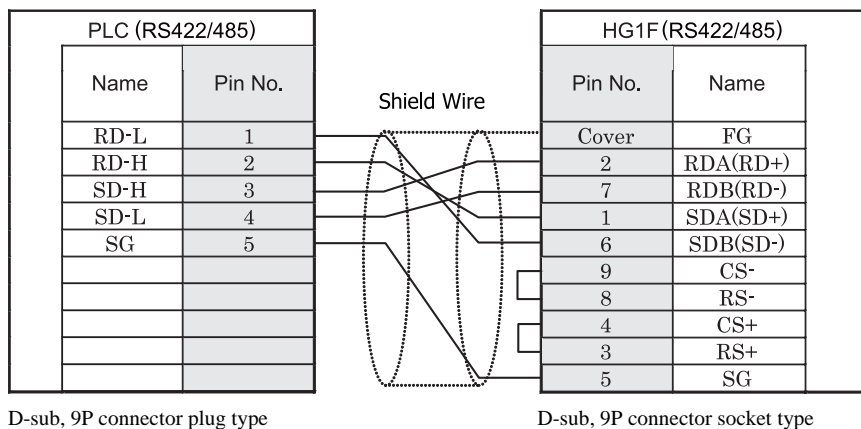 PLC (RS422/485)
Name Pin No.
RD-L 1
RD-H 2
SD-H 3
SD-L 4
SG 5
D-sub, 9P connector plug type
Shield Wire
HG1F(RS422/485)
Pin No. Name
Cover FG
2 RDA(RD+)
7 RDB(RD-)
1 SDA(SD+)
6 SDB(SD-)
9 CS-
8 RS-
4 CS+
3 RS+
5 SG
D-sub, 9P connector socket type